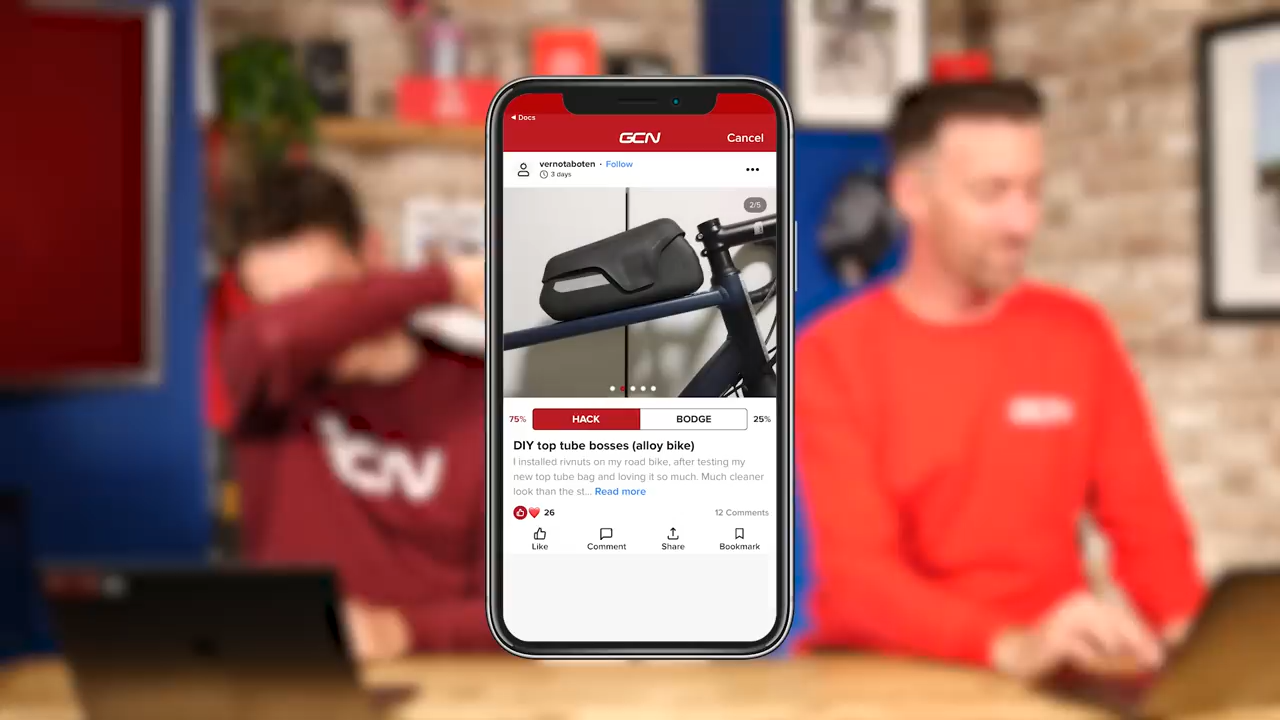 ◀ Docs
GCN
Cancel
vernotaboten · Follow
3 days
2/5
75%
HACK
BODGE
25%
DIY top tube bosses (alloy bike)
I installed rivnuts on my road bike, after testing my
new top tube bag and loving it so much. Much cleaner
look than the st... Read more
26
12 Comments
Like
Comment
Share
Bookmark